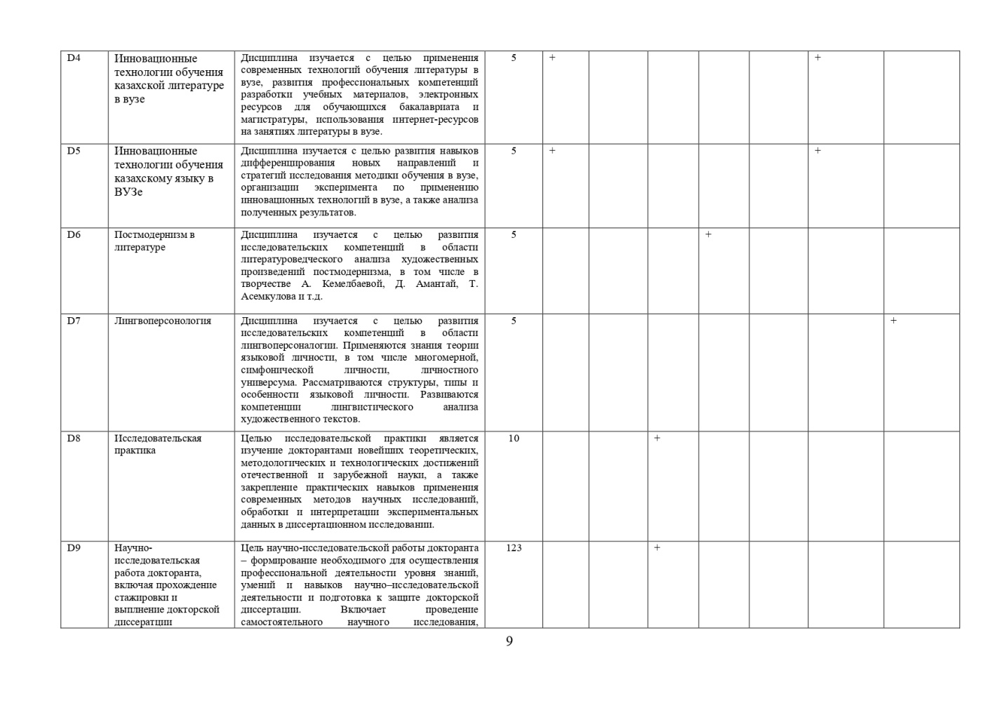 D4
Инновационные
технологии обучения
казахской литературе
в вузе
Дисциплина изучается с целью применения
современных технологий обучения литературы в
вузе, развития профессиональных компетенций
разработки учебных материалов, электронных
ресурсов для обучающихся бакалавриата и
магистратуры, использования интернет-ресурсов
на занятиях литературы в вузе.
5
+
+
D5
Инновационные
технологии обучения
казахскому языку в
ВУЗе
Дисциплина изучается с целью развития навыков
дифференцирования новых направлений и
стратегий исследования методики обучения в вузе,
организации эксперимента по применению
инновационных технологий в вузе, а также анализа
полученных результатов.
5
+
+
D6
Постмодернизм в
литературе
Дисциплина изучается с целью развития
исследовательских компетенций в области
литературоведческого анализа художественных
произведений постмодернизма, в том числе в
творчестве А. Кемелбаевой, Д. Амантай, Т.
Асемкулова и т.д.
5
+
D7
Лингвоперсонология
Дисциплина изучается с целью развития
исследовательских компетенций в области
лингвоперсоналогии. Применяются знания теории
языковой личности, в том числе многомерной,
симфонической личности, личностного
универсума. Рассматриваются структуры, типы и
особенности языковой личности. Развиваются
компетенции лингвистического анализа
художественного текстов.
5
+
D8
Исследовательская
практика
Целью исследовательской практики является
изучение докторантами новейших теоретических,
методологических и технологических достижений
отечественной и зарубежной науки, а также
закрепление практических навыков применения
современных методов научных исследований,
обработки и интерпретации экспериментальных
данных в диссертационном исследовании.
10
+
D9
Научно-
исследовательская
работа докторанта,
включая прохождение
стажировки и
выплнение докторской
диссератции
Цель научно-исследовательской работы докторанта
– формирование необходимого для осуществления
профессиональной деятельности уровня знаний,
умений и навыков научно–исследовательской
деятельности и подготовка к защите докторской
диссертации. Включает проведение
самостоятельного научного исследования,
123
+
9